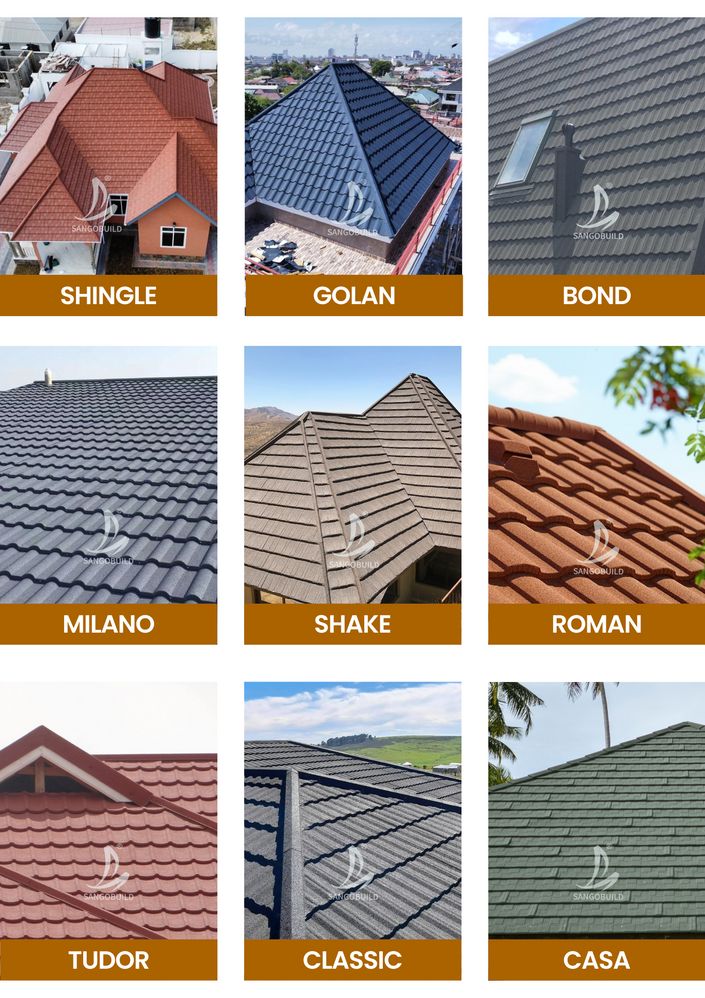 SANGOBUILD
SHINGLE
SANGOBUILD
GOLAN
SANGOBUILD
BOND
SANGOBUILD
MILANO
SANGOBUILD
SHAKE
SANGOBUILD
ROMAN
SANGOBUILD
TUDOR
SANGOBUILD
CLASSIC
SANGOBUILD
CASA